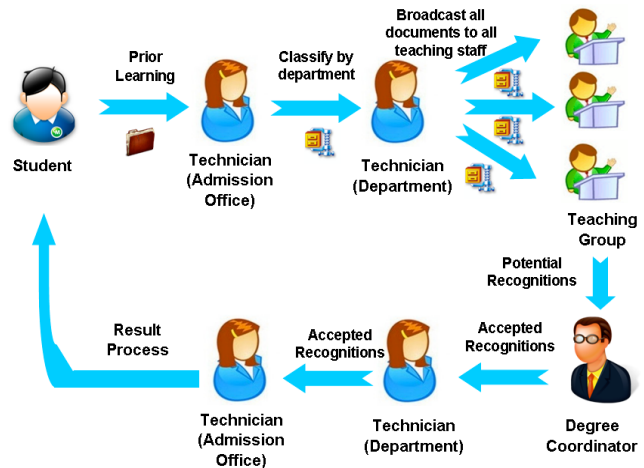 Prior
Learning
Classify by
department
Broadcast all
documents to all
teaching staff
Student
Technician
(Admission
Office)
Technician
(Department)
Teaching
Group
Potential
Recognitions
Degree
Coordinator
Accepted
Recognitions
Technician
(Department)
Accepted
Recognitions
Technician
(Admission
Office)
Result
Process